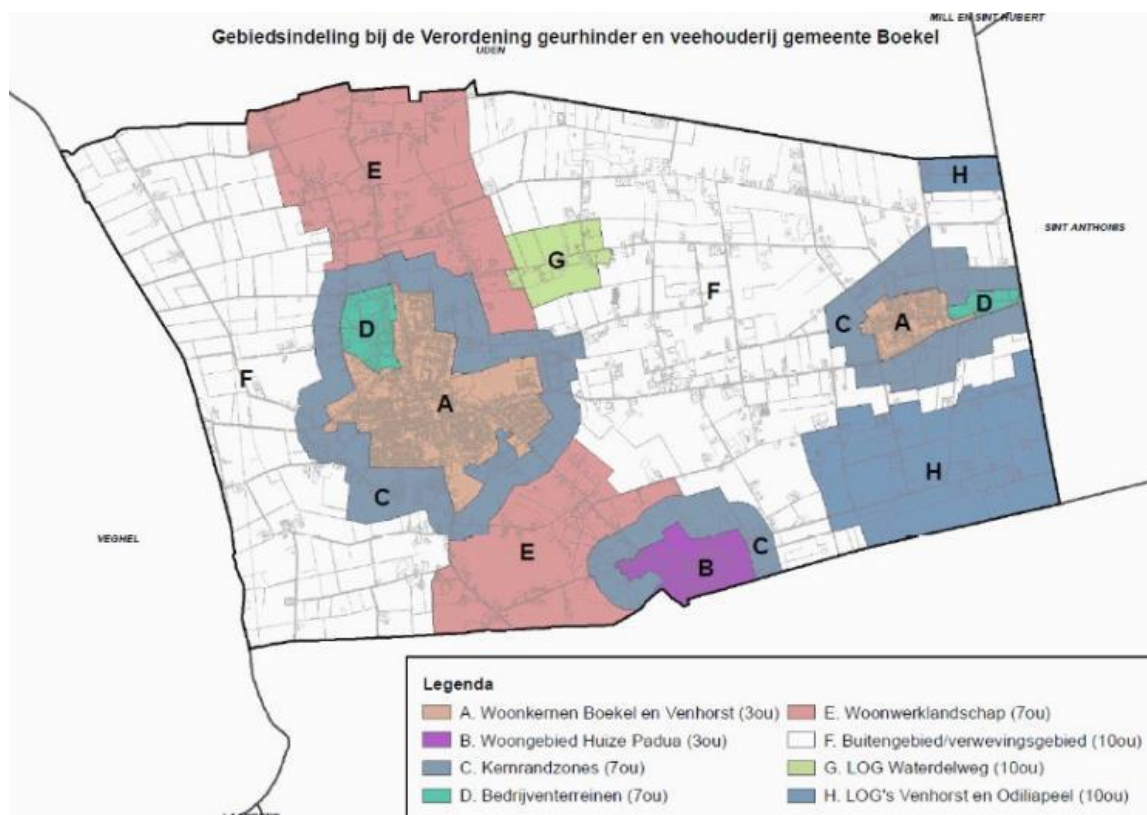 MILL EN SINT HUBERT
Gebiedsindeling bij de Verordening geurhinder en veehouderij gemeente Boekel
UDEN
E
H
SINT ANTHONIS
G
F
D
C
A
D
F
A
H
C
VEGHEL
E
B
C
Legenda
A. Woonkernen Boekel en Venhorst (3ou)
B. Woongebied Huize Padua (3ou)
C. Kernrandzones (7ou)
D. Bedrijventerreinen (7ou)
E. Woonwerklandschap (7ou)
F. Buitengebied/verwevingsgebied (10ou)
G. LOG Waterdelweg (10ou)
H. LOG's Venhorst en Odiliapeel (10ou)